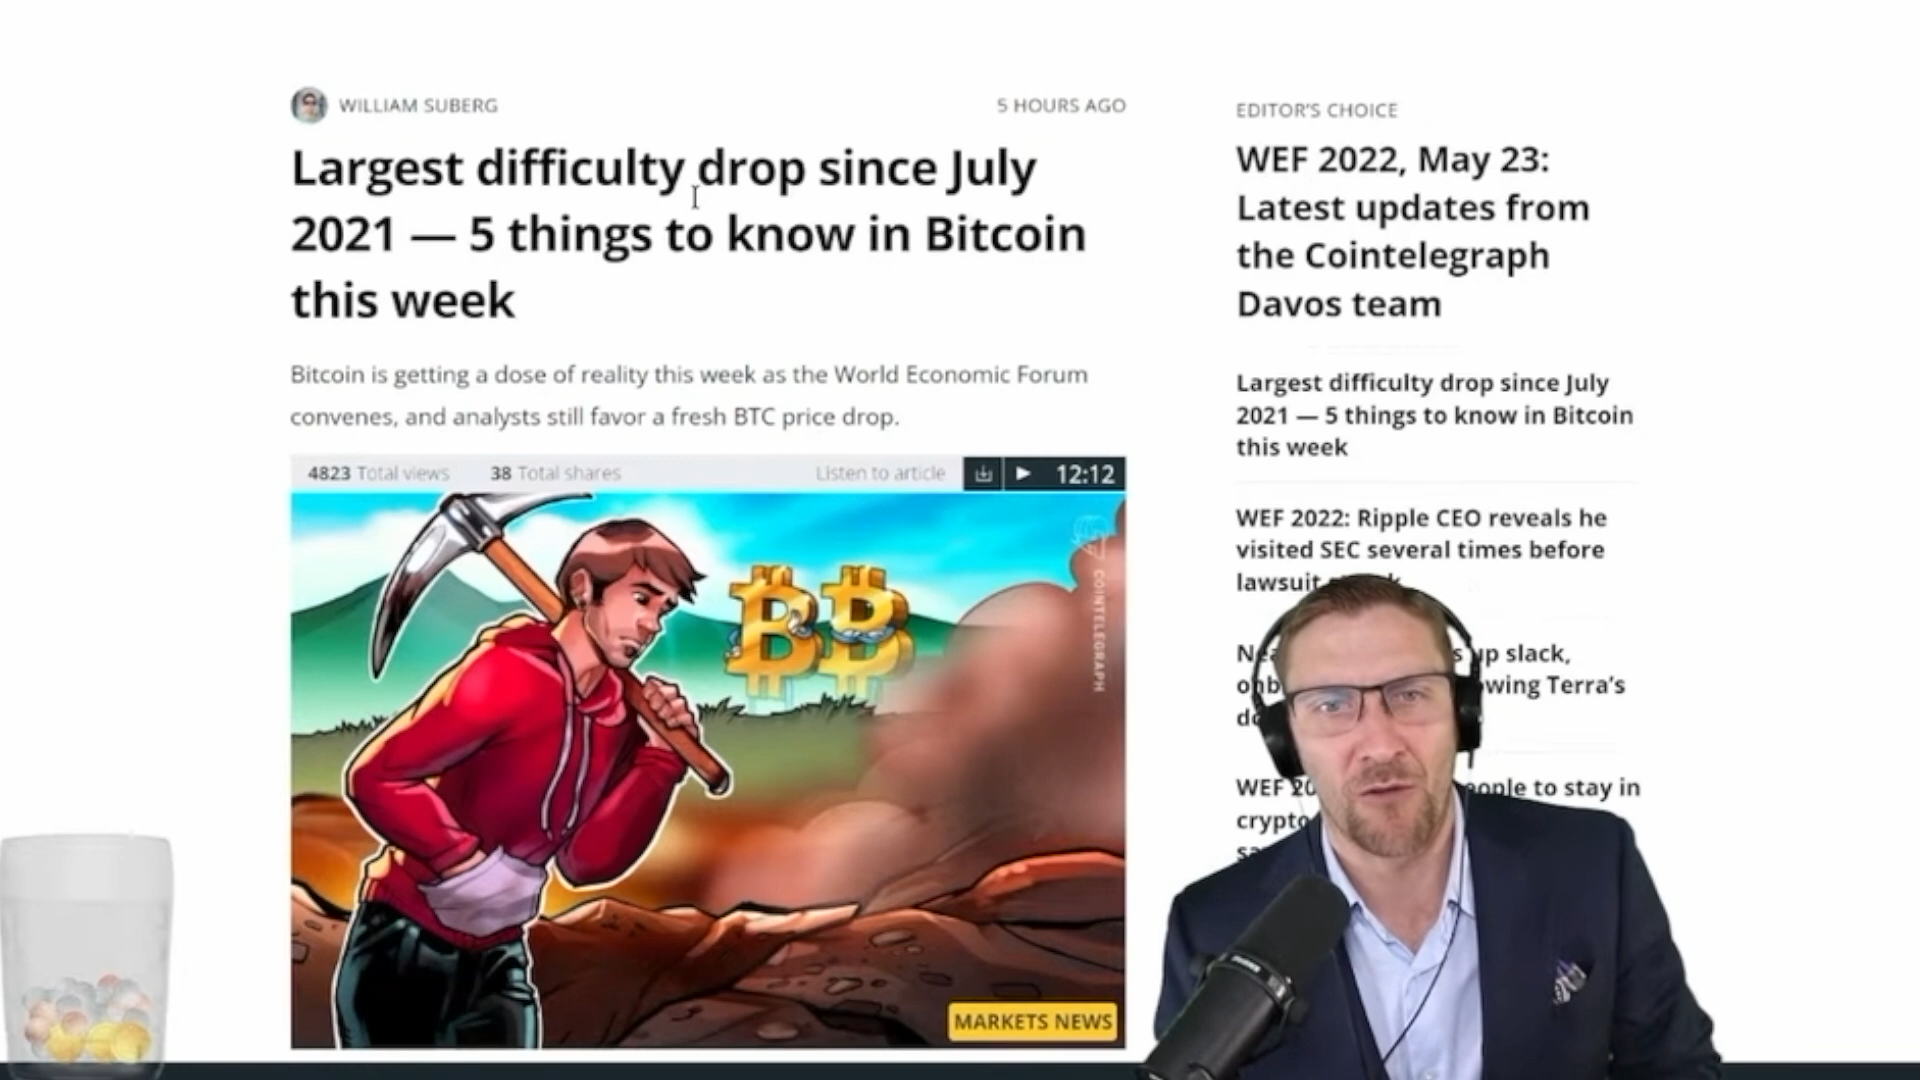 WILLIAM SUBERG
5 HOURS AGO
Largest difficulty drop since July
2021 — 5 things to know in Bitcoin
this week
Bitcoin is getting a dose of reality this week as the World Economic Forum
convenes, and analysts still favor a fresh BTC price drop.
4823 Total views 38 Total shares Listen to article 12:12
COINTELEGRAPH
MARKETS NEWS
EDITOR'S CHOICE
WEF 2022, May 23:
Latest updates from
the Cointelegraph
Davos team
Largest difficulty drop since July
2021 — 5 things to know in Bitcoin
this week
WEF 2022: Ripple CEO reveals he
visited SEC several times before
lawsuit
up slack,
Terra's
WEF
to stay in
crypto